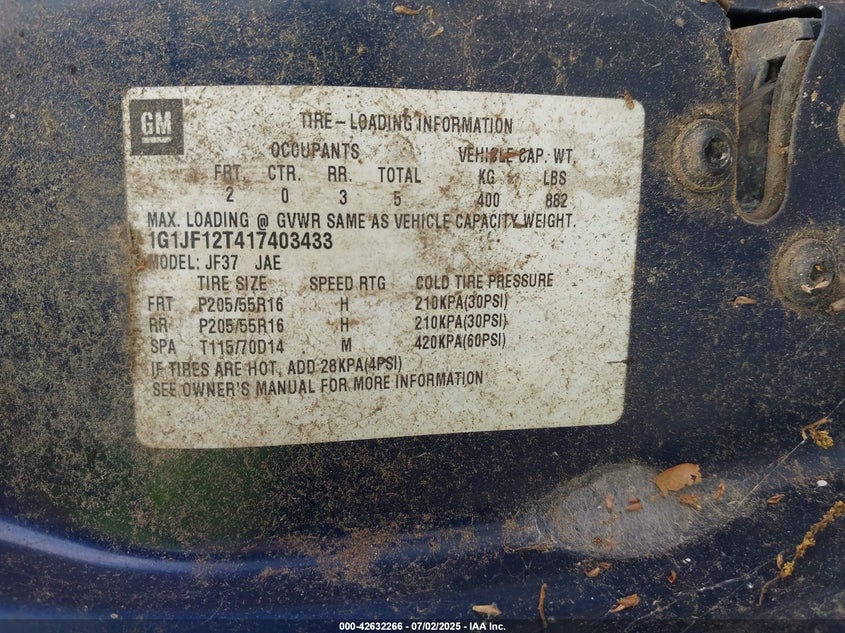 GM
TIRE-LOADING INFORMATION
OCCUPANTS VEHICLE CAP. WT.
FRT. CTR. RR. TOTAL KG LBS
2 0 3 5 400 882
MAX. LOADING @ GVWR SAME AS VEHICLE CAPACITY WEIGHT.
1G1JF12T417403433
MODEL: JF37 JAE
TIRE SIZE SPEED RTG COLD TIRE PRESSURE
FRT P205/55R16 H 210KPA(30PSI)
RR P205/55R16 H 210KPA(30PSI)
SPA T115/70D14 M 420KPA(60PSI)
IF TIRES ARE HOT, ADD 28KPA(4PSI)
SEE OWNER'S MANUAL FOR MORE INFORMATION
000-42632266 - 07/02/2025 - IAA Inc.